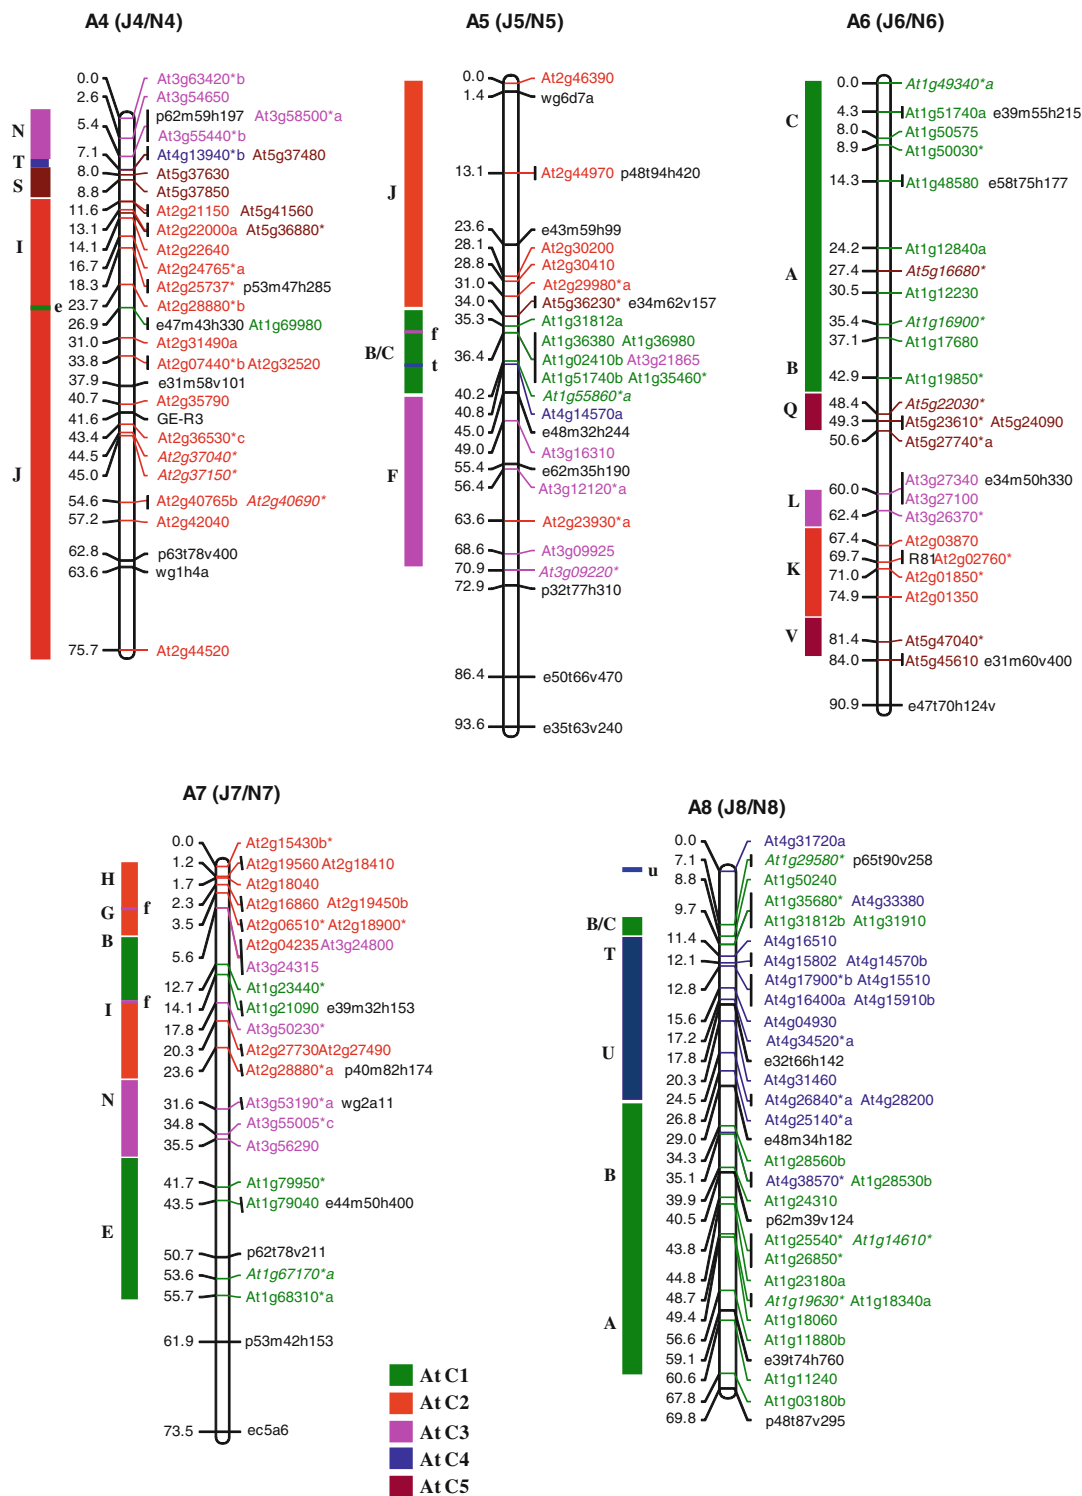 A4 (J4/N4)
0.0 At3g63420*b
2.6 At3g54650
p62m59h197 At3g58500*a
5.4 At3g55440*b
7.1 At4g13940*b At5g37480
8.0 At5g37630
8.8 At5g37850
11.6 At2g21150 At5g41560
13.1 At2g22000a At5g36880*
14.1 At2g22640
16.7 At2g24765*a
18.3 At2g25737* p53m47h285
23.7 At2g28880*b
26.9 e47m43h330 At1g69980
31.0 At2g31490a
33.8 At2g07440*b At2g32520
37.9 e31m58v101
40.7 At2g35790
41.6 GE-R3
43.4 At2g36530*c
44.5 At2g37040*
45.0 At2g37150*
54.6 At2g40765b At2g40690*
57.2 At2g42040
62.8 p63t78v400
63.6 wg1h4a
75.7 At2g44520
N
T
S
I
e
J
A5 (J5/N5)
0.0 At2g46390
1.4 wg6d7a
13.1 At2g44970 p48t94h420
23.6 e43m59h99
28.1 At2g30200
28.8 At2g30410
31.0 At2g29980*a
34.0 At5g36230* e34m62v157
35.3 At1g31812a
At1g36380 At1g36980
36.4 At1g02410b At3g21865
At1g51740b At1g35460*
40.2 At1g55860*a
40.8 At4g14570a
45.0 e48m32h244
49.0 At3g16310
55.4 e62m35h190
56.4 At3g12120*a
63.6 At2g23930*a
68.6 At3g09925
70.9 At3g09220*
72.9 p32t77h310
86.4 e50t66v470
93.6 e35t63v240
J
f
B/C
t
F
A6 (J6/N6)
0.0 At1g49340*a
4.3 At1g51740a e39m55h215
8.0 At1g50575
8.9 At1g50030*
14.3 At1g48580 e58t75h177
24.2 At1g12840a
27.4 At5g16680*
30.5 At1g12230
35.4 At1g16900*
37.1 At1g17680
42.9 At1g19850*
48.4 At5g22030*
49.3 At5g23610* At5g24090
50.6 At5g27740*a
At3g27340 e34m50h330
60.0 At3g27100
62.4 At3g26370*
67.4 At2g03870
69.7 R81 At2g02760*
71.0 At2g01850*
74.9 At2g01350
81.4 At5g47040*
84.0 At5g45610 e31m60v400
90.9 e47t70h124v
C
A
B
Q
L
K
V
A7 (J7/N7)
0.0 At2g15430b*
1.2 At2g19560 At2g18410
1.7 At2g18040
2.3 At2g16860 At2g19450b
3.5 At2g06510* At2g18900*
At2g04235 At3g24800
5.6 At3g24315
12.7 At1g23440*
14.1 At1g21090 e39m32h153
17.8 At3g50230*
20.3 At2g27730 At2g27490
23.6 At2g28880*a p40m82h174
31.6 At3g53190*a wg2a11
34.8 At3g55005*c
35.5 At3g56290
41.7 At1g79950*
43.5 At1g79040 e44m50h400
50.7 p62t78v211
53.6 At1g67170*a
55.7 At1g68310*a
61.9 p53m42h153
73.5 ec5a6
H
G f
B
I f
N
E
A8 (J8/N8)
0.0 At4g31720a
7.1 At1g29580* p65t90v258
8.8 At1g50240
At1g35680* At4g33380
9.7 At1g31812b At1g31910
11.4 At4g16510
12.1 At4g15802 At4g14570b
At4g17900*b At4g15510
12.8 At4g16400a At4g15910b
15.6 At4g04930
17.2 At4g34520*a
17.8 e32t66h142
20.3 At4g31460
24.5 At4g26840*a At4g28200
26.8 At4g25140*a
29.0 e48m34h182
34.3 At1g28560b
35.1 At4g38570* At1g28530b
39.9 At1g24310
40.5 p62m39v124
At1g25540* At1g14610*
43.8 At1g26850*
44.8 At1g23180a
48.7 At1g19630* At1g18340a
49.4 At1g18060
56.6 At1g11880b
59.1 e39t74h760
60.6 At1g11240
67.8 At1g03180b
69.8 p48t87v295
u
B/C
T
U
B
A
At C1
At C2
At C3
At C4
At C5